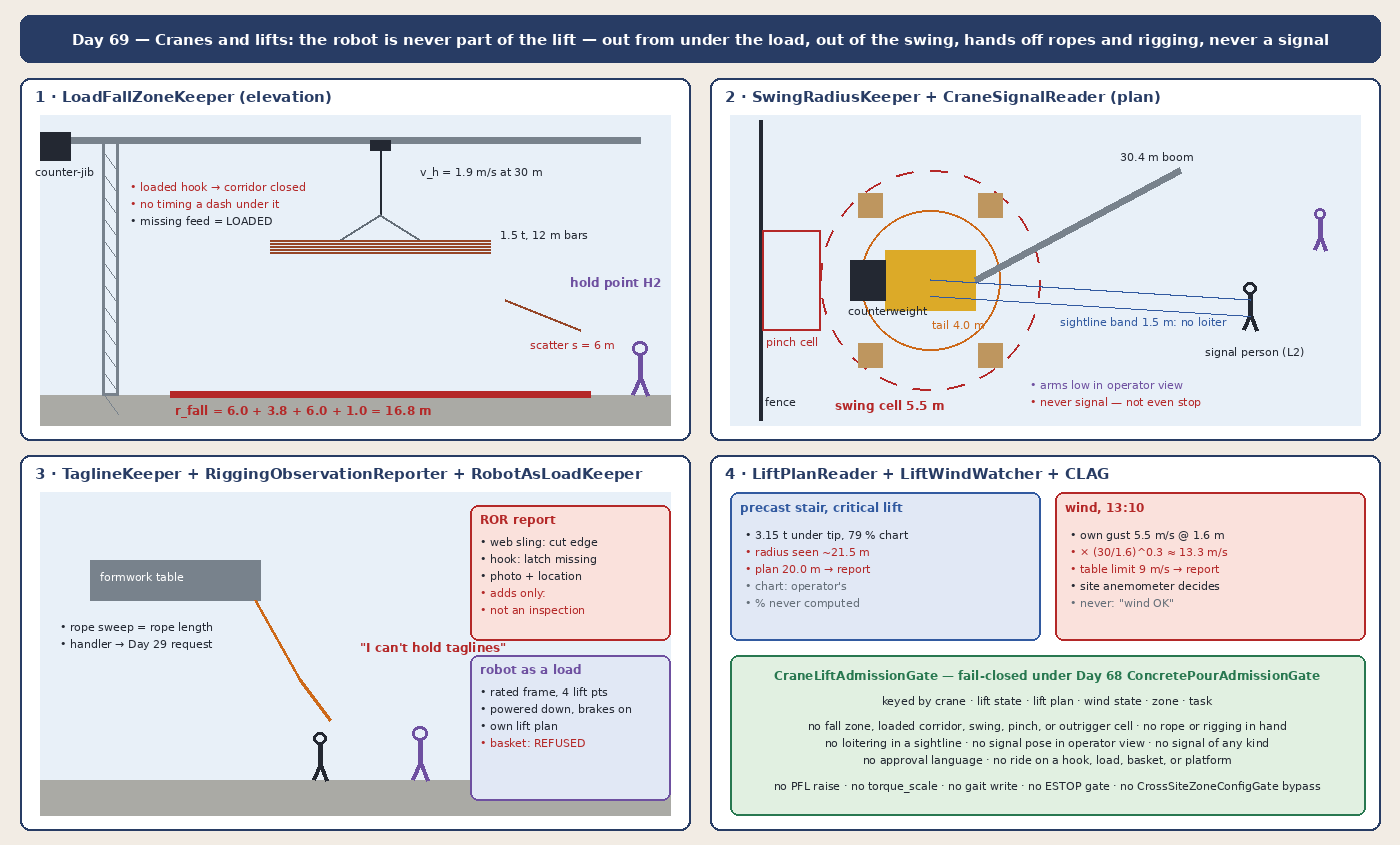 Day 69 — Cranes and lifts: the robot is never part of the lift — out from under the load, out of the swing, hands off ropes and rigging, never a signal
1 · LoadFallZoneKeeper (elevation)
counter-jib
• loaded hook → corridor closed
• no timing a dash under it
• missing feed = LOADED
v_h = 1.9 m/s at 30 m
1.5 t, 12 m bars
hold point H2
scatter s = 6 m
r_fall = 6.0 + 3.8 + 6.0 + 1.0 = 16.8 m
2 · SwingRadiusKeeper + CraneSignalReader (plan)
30.4 m boom
counterweight
tail 4.0 m
sightline band 1.5 m: no loiter
pinch cell
signal person (L2)
• arms low in operator view
• never signal — not even stop
fence
swing cell 5.5 m
3 · TaglineKeeper + RiggingObservationReporter + RobotAsLoadKeeper
formwork table
• rope sweep = rope length
• handler → Day 29 request
"I can't hold taglines"
ROR report
• web sling: cut edge
• hook: latch missing
• photo + location
• adds only:
• not an inspection
robot as a load
• rated frame, 4 lift pts
• powered down, brakes on
• own lift plan
• basket: REFUSED
4 · LiftPlanReader + LiftWindWatcher + CLAG
precast stair, critical lift
• 3.15 t under tip, 79 % chart
• radius seen ~21.5 m
• plan 20.0 m → report
• chart: operator's
• % never computed
wind, 13:10
• own gust 5.5 m/s @ 1.6 m
• × (30/1.6)^0.3 ≈ 13.3 m/s
• table limit 9 m/s → report
• site anemometer decides
• never: "wind OK"
CraneLiftAdmissionGate — fail-closed under Day 68 ConcretePourAdmissionGate
keyed by crane · lift state · lift plan · wind state · zone · task
no fall zone, loaded corridor, swing, pinch, or outrigger cell · no rope or rigging in hand
no loitering in a sightline · no signal pose in operator view · no signal of any kind
no approval language · no ride on a hook, load, basket, or platform
no PFL raise · no torque_scale · no gait write · no ESTOP gate · no CrossSiteZoneConfigGate bypass